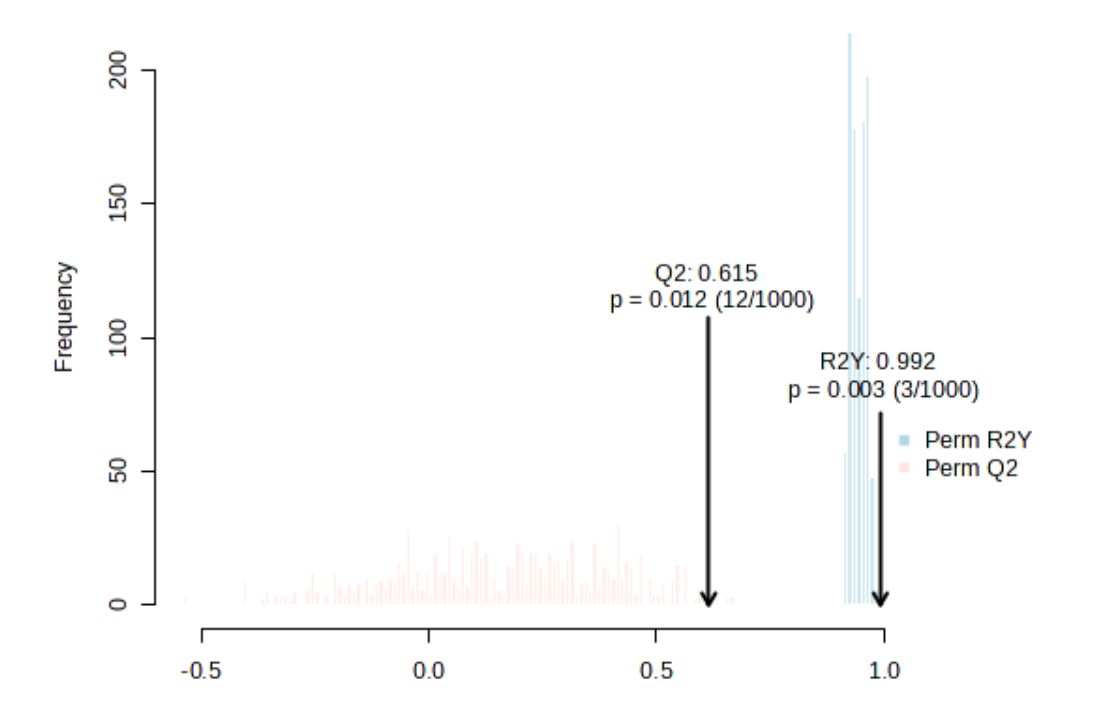 200
150
100
50
0
Frequency
Q2: 0.615
p = 0.012 (12/1000)
R2Y: 0.992
p = 0.003 (3/1000)
Perm R2Y
Perm Q2
-0.5 0.0 0.5 1.0